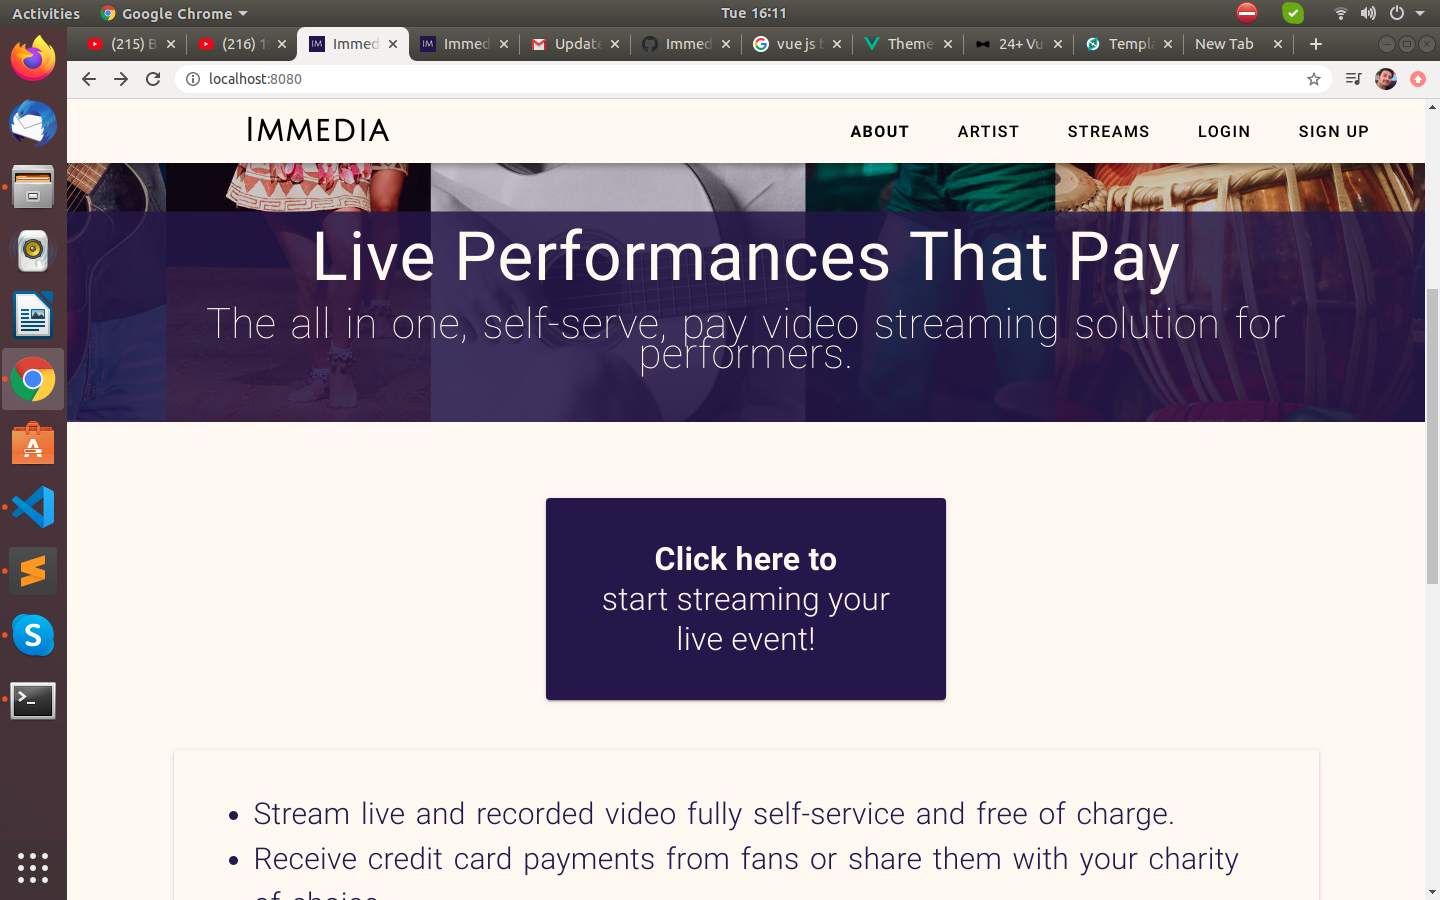 Activities Google Chrome Tue 16:11
(215) B (216) 1 Immed Immed Update Immed vue js t Theme 24+ Vu Templ New Tab
localhost:8080
IMMEDIA ABOUT ARTIST STREAMS LOGIN SIGN UP
Live Performances That Pay
The all in one, self-serve, pay video streaming solution for
performers.
Click here to
start streaming your
live event!
• Stream live and recorded video fully self-service and free of charge.
• Receive credit card payments from fans or share them with your charity
of choice